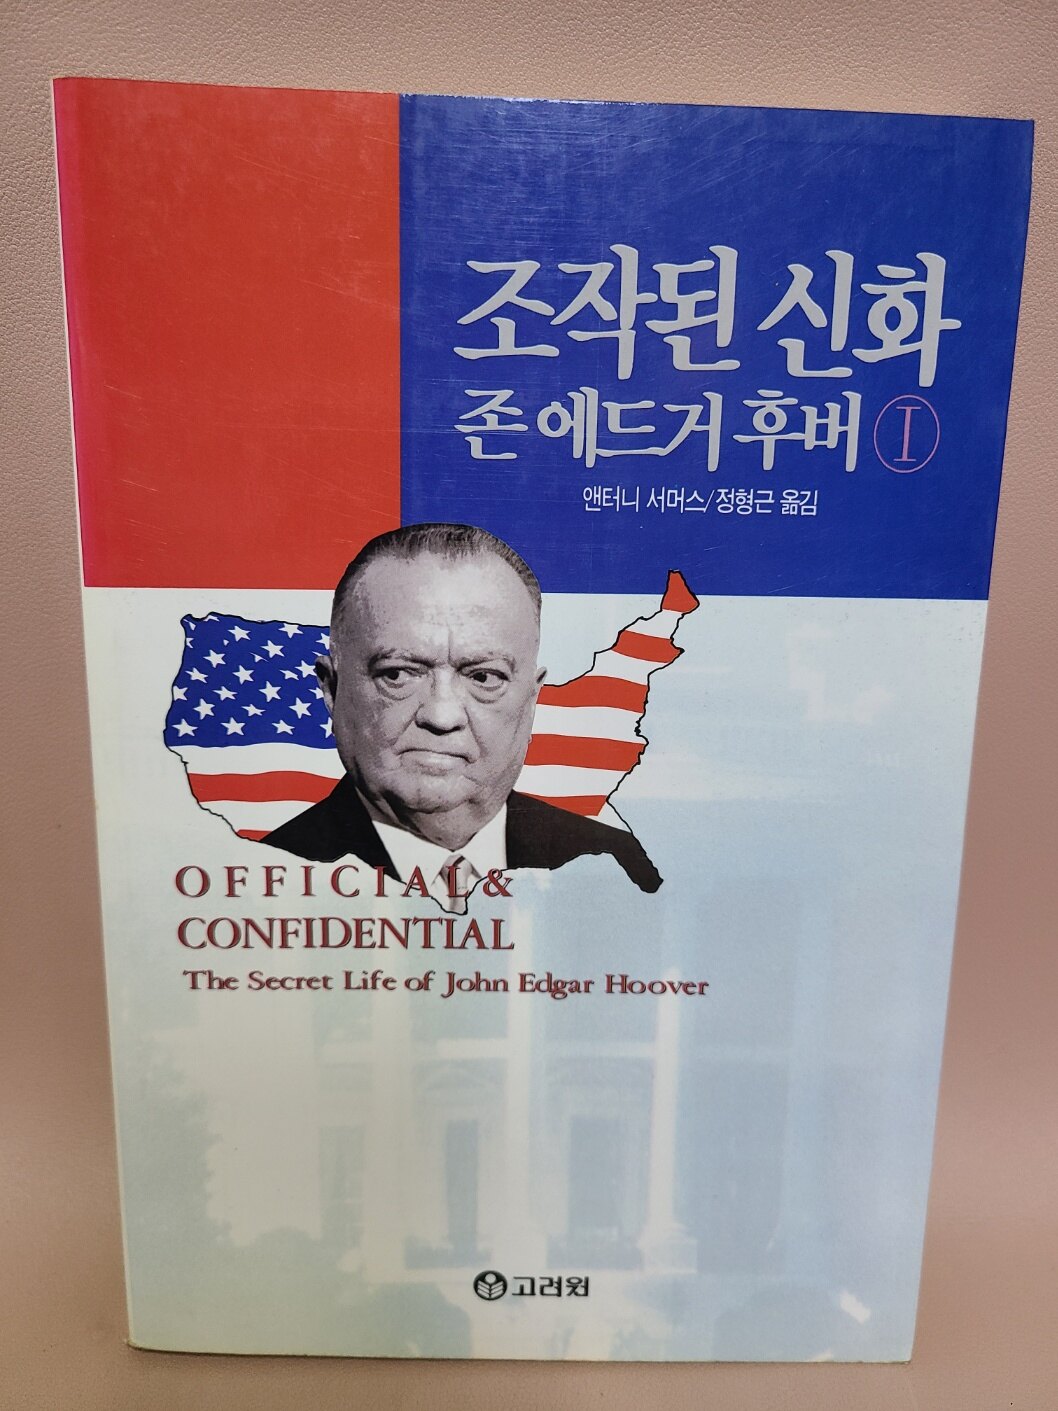 조작된 신화
존 에드거 후버 I
앤터니 서머스/정형근 옮김
OFFICIAL &
CONFIDENTIAL
The Secret Life of John Edgar Hoover
고려원